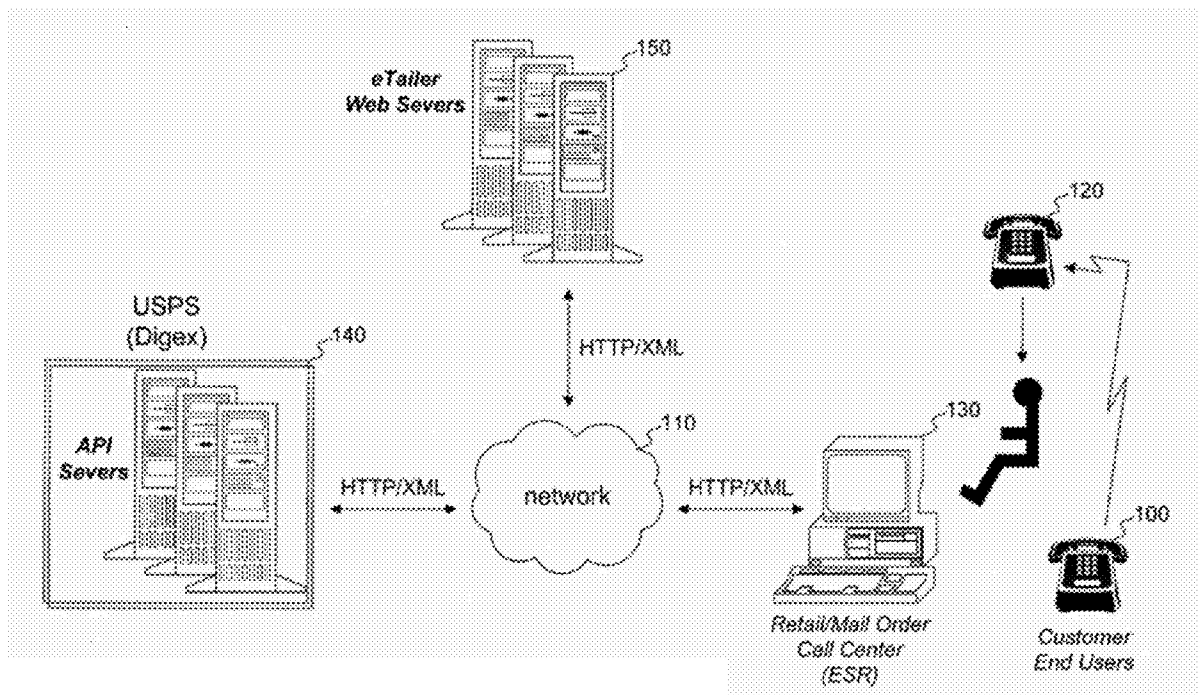 150
eTailer
Web Severs
120
USPS
(Digex)
140
HTTP/XML
API
Severs
110
130
HTTP/XML
network
HTTP/XML
100
Retail/Mail Order
Call Center
(ESR)
Customer
End Users